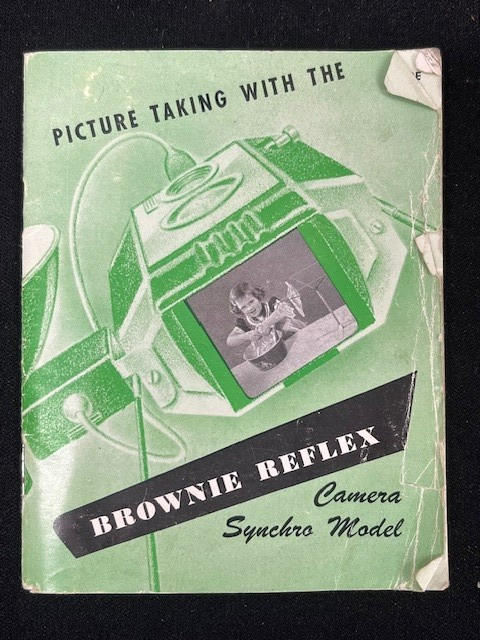 PICTURE TAKING WITH THE
E
BROWNIE REFLEX
Camera
Synchro Model